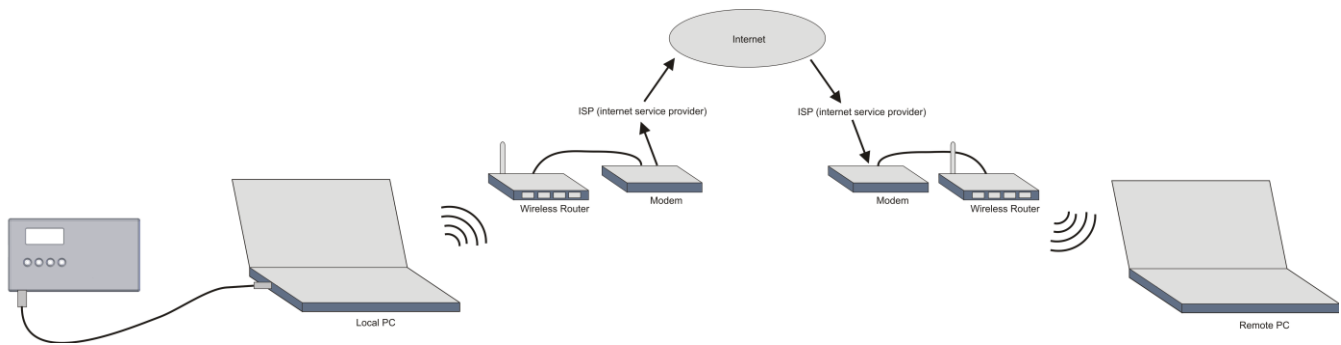 Internet
ISP (internet service provider)
ISP (internet service provider)
Wireless Router
Modem
Modem
Wireless Router
Local PC
Remote PC